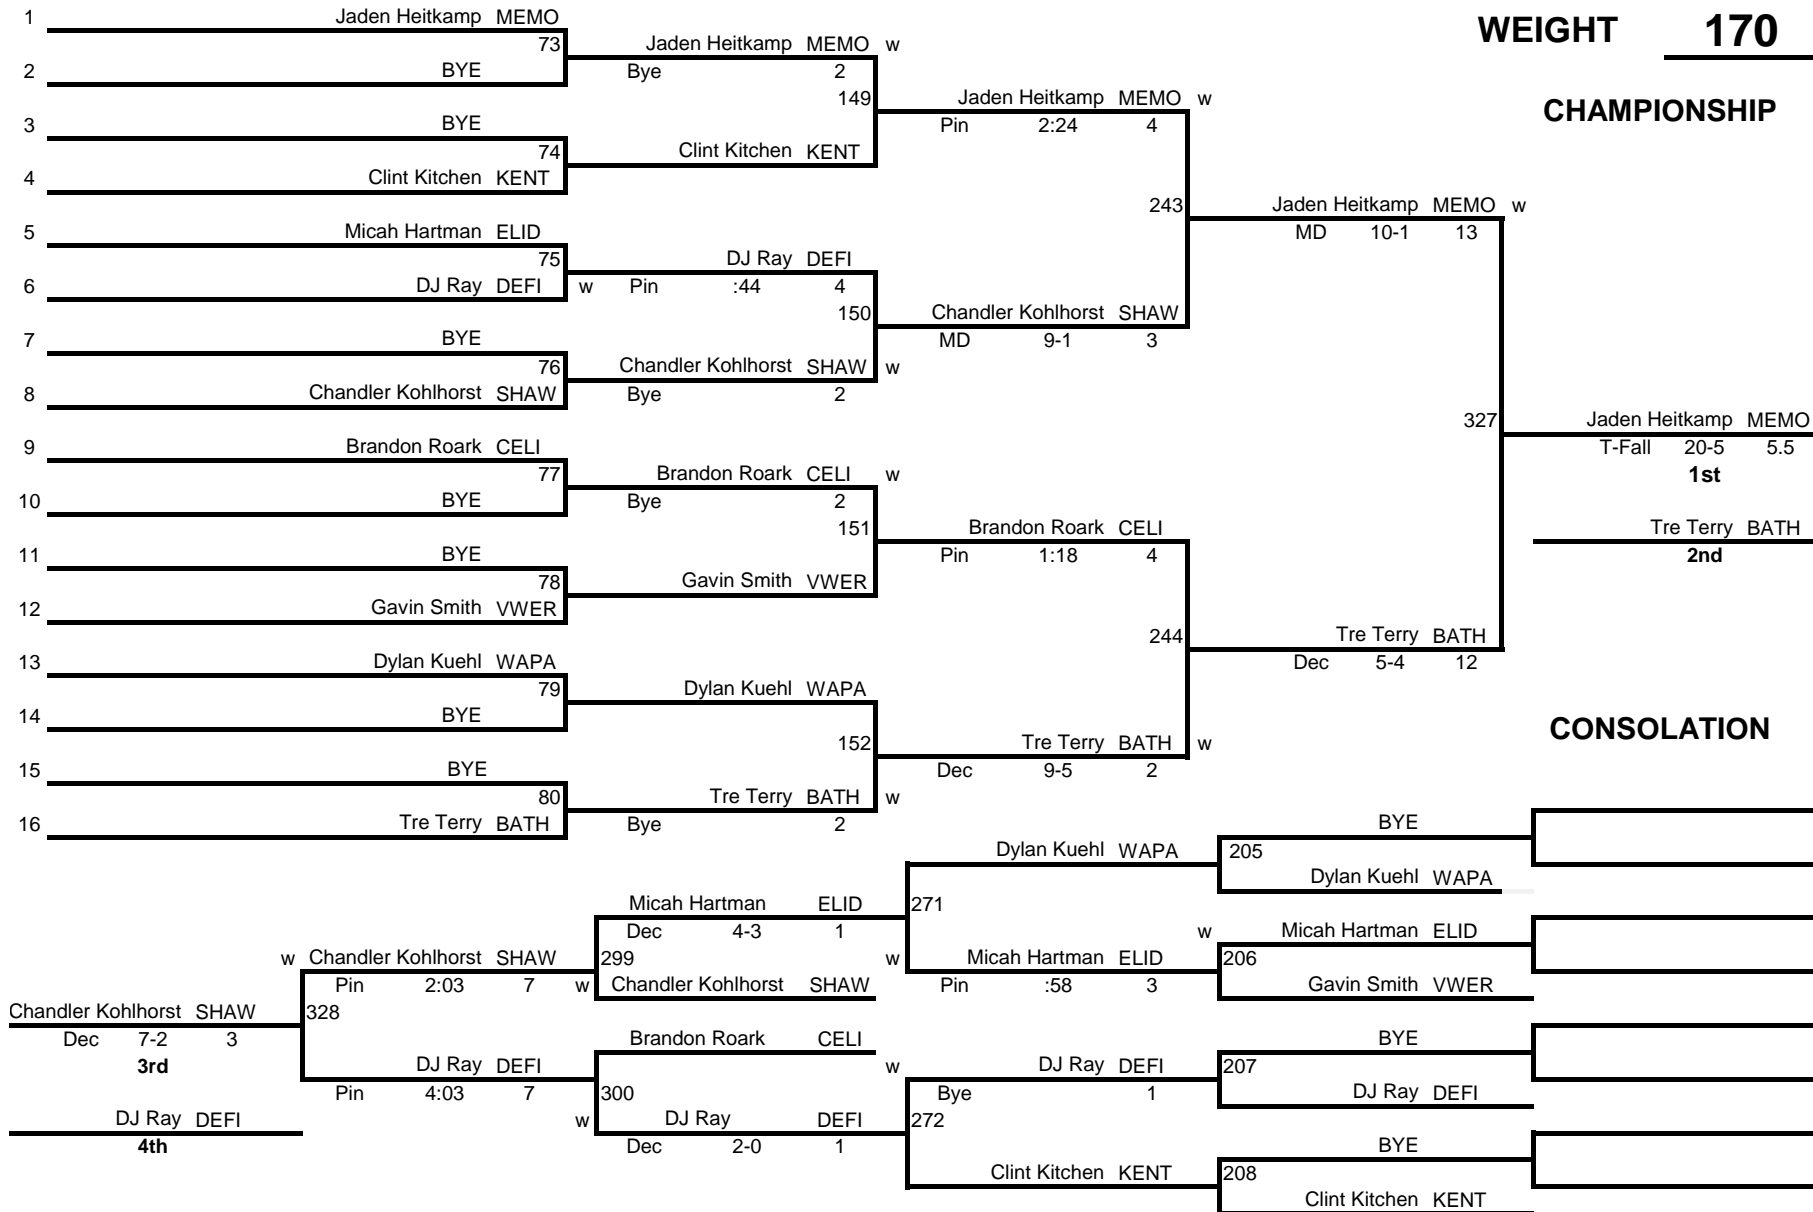 WEIGHT 170
CHAMPIONSHIP
1 Jaden Heitkamp MEMO
73 Jaden Heitkamp MEMO w
2 BYE Bye 2
149 Jaden Heitkamp MEMO w
3 BYE Pin 2:24 4
74 Clint Kitchen KENT
4 Clint Kitchen KENT
243 Jaden Heitkamp MEMO w
5 Micah Hartman ELID MD 10-1 13
75 DJ Ray DEFI
6 DJ Ray DEFI w Pin :44 4
150 Chandler Kohlhorst SHAW
7 BYE MD 9-1 3
76 Chandler Kohlhorst SHAW w
8 Chandler Kohlhorst SHAW Bye 2
327 Jaden Heitkamp MEMO
9 Brandon Roark CELI T-Fall 20-5 5.5
77 Brandon Roark CELI w 1st
10 BYE Bye 2
151 Brandon Roark CELI Tre Terry BATH
11 BYE Pin 1:18 4 2nd
78 Gavin Smith VWER
12 Gavin Smith VWER
244 Tre Terry BATH
13 Dylan Kuehl WAPA Dec 5-4 12
79 Dylan Kuehl WAPA
14 BYE
CONSOLATION
152 Tre Terry BATH w
15 BYE Dec 9-5 2
80 Tre Terry BATH w
16 Tre Terry BATH Bye 2 BYE
Dylan Kuehl WAPA 205
Dylan Kuehl WAPA
Micah Hartman ELID 271
Dec 4-3 1 w Micah Hartman ELID
w Chandler Kohlhorst SHAW 299 w Micah Hartman ELID 206
Pin 2:03 7 w Chandler Kohlhorst SHAW Pin :58 3 Gavin Smith VWER
Chandler Kohlhorst SHAW 328
Dec 7-2 3 Brandon Roark CELI BYE
3rd DJ Ray DEFI w DJ Ray DEFI 207
Pin 4:03 7 300 Bye 1 DJ Ray DEFI
DJ Ray DEFI w DJ Ray DEFI 272
4th Dec 2-0 1 BYE
Clint Kitchen KENT 208
Clint Kitchen KENT